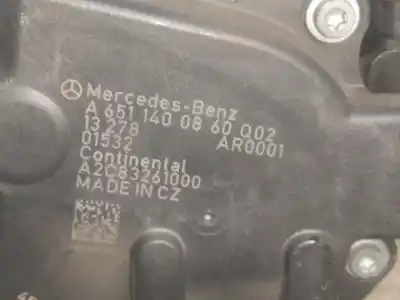 Mercedes-Benz
A 651 140 08 60 Q02
13 278 AR0001
01532
Continental
A2C83261000
MADE IN CZ